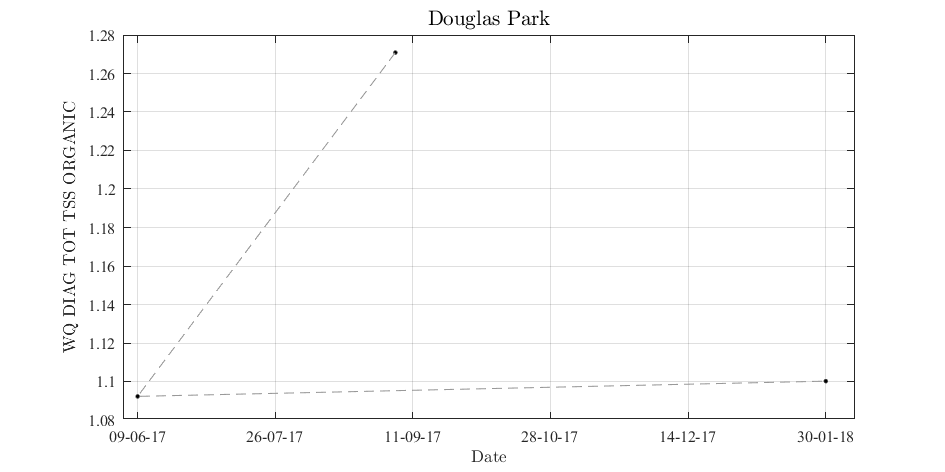 Douglas Park
WQ DIAG TOT TSS ORGANIC
1.28
1.26
1.24
1.22
1.2
1.18
1.16
1.14
1.12
1.1
1.08
09-06-17 26-07-17 11-09-17 28-10-17 14-12-17 30-01-18
Date